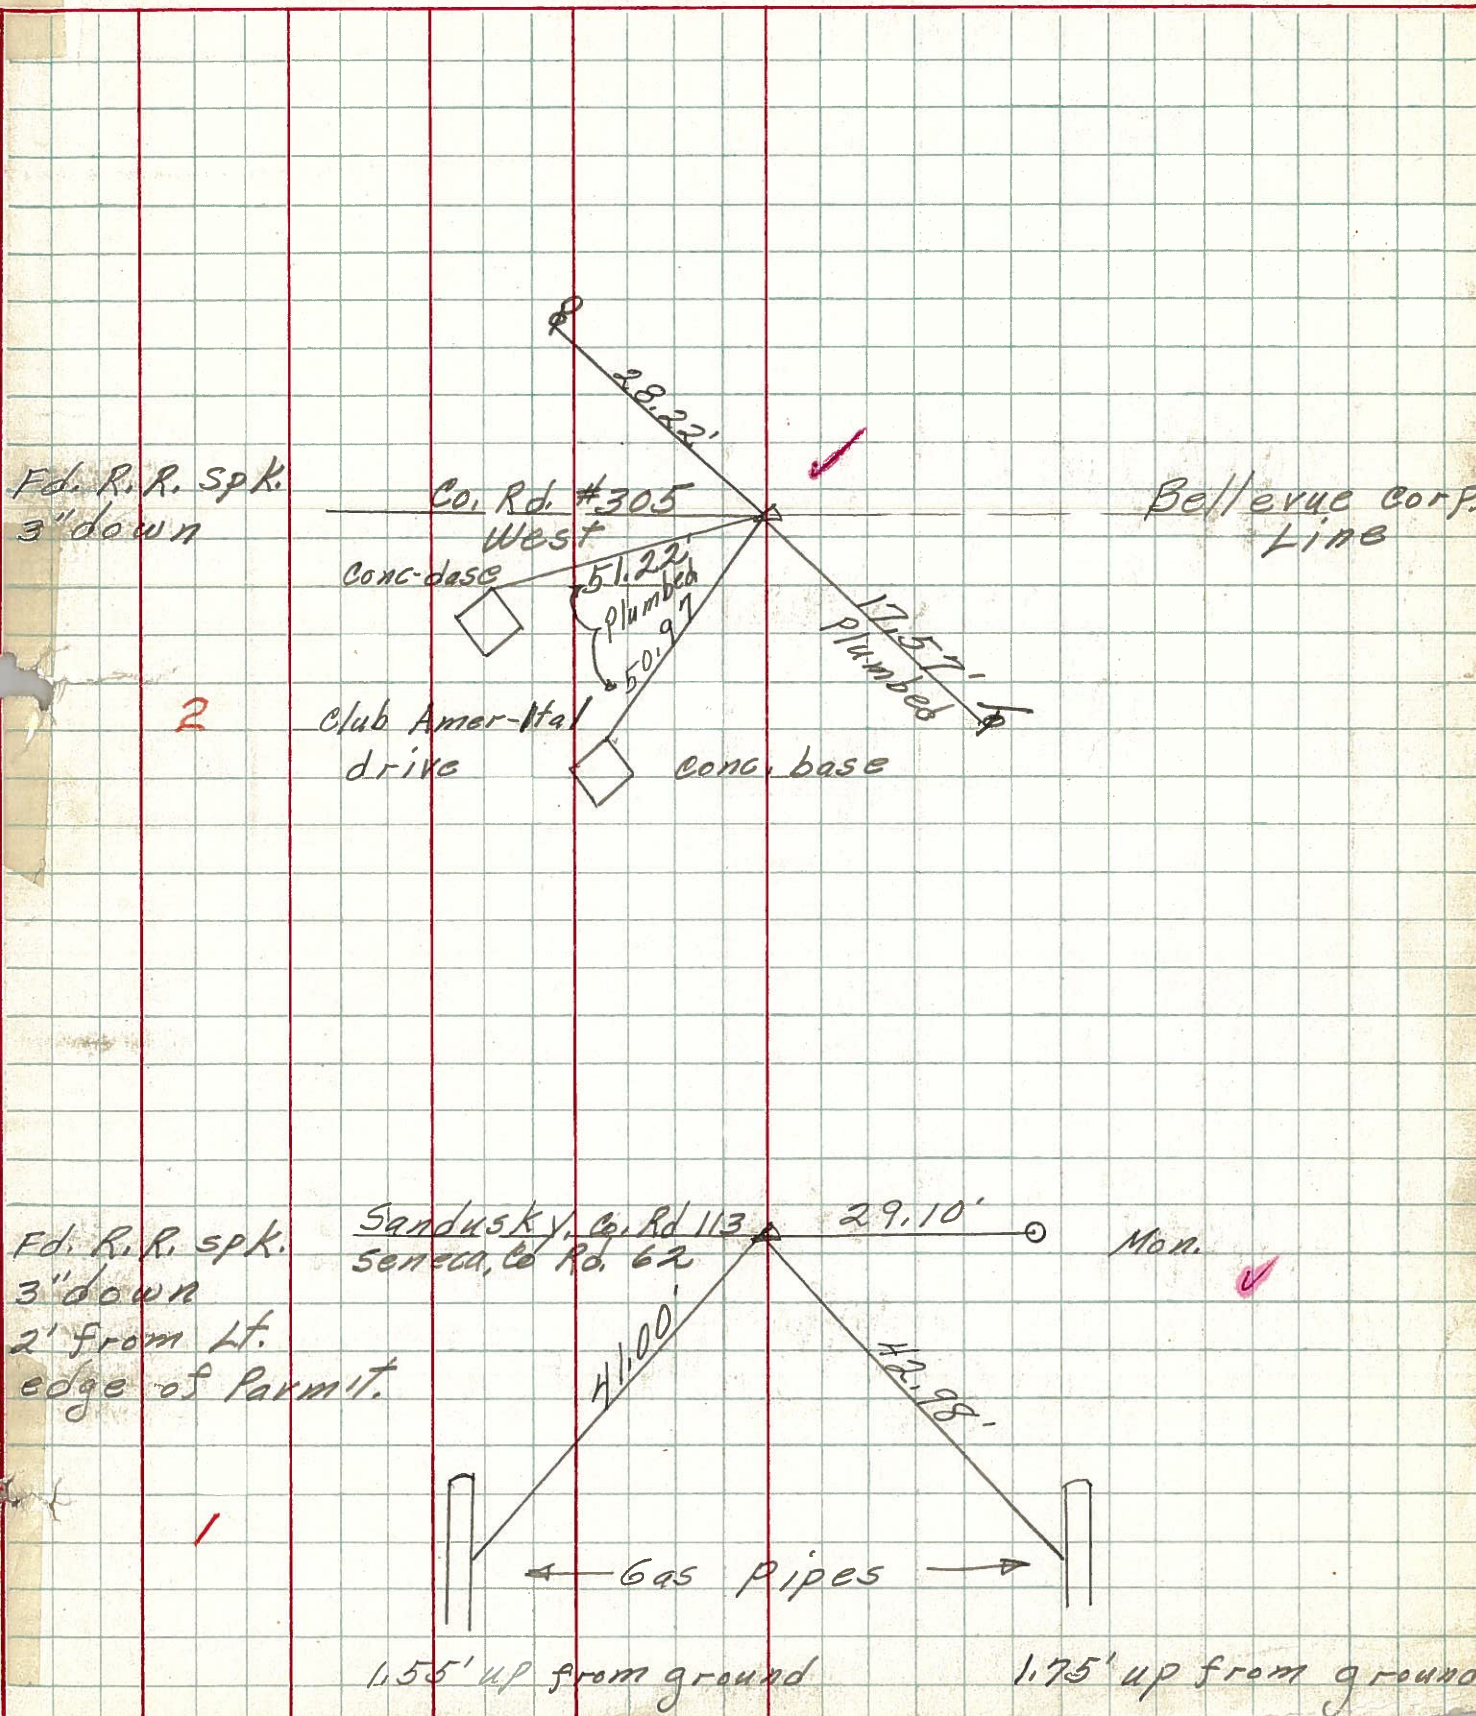 28.22'
Fd. R.R. spk.
3" down
Co. Rd. #305
West
Bellevue Corp.
Line
conc-dase
51.22'
Plumbed
50.97
17.57'
Plumbed
2
Club Amer-Ital
drive
conc. base
Fd. R.R. spk.
3" down
2' from Lt.
edge of Pavm't.
Sandusky, Co. Rd 113
Seneca, Co Rd. 62
29.10'
Mon.
41.00'
42.98'
1
Gas Pipes
1.55' up from ground
1.75' up from ground